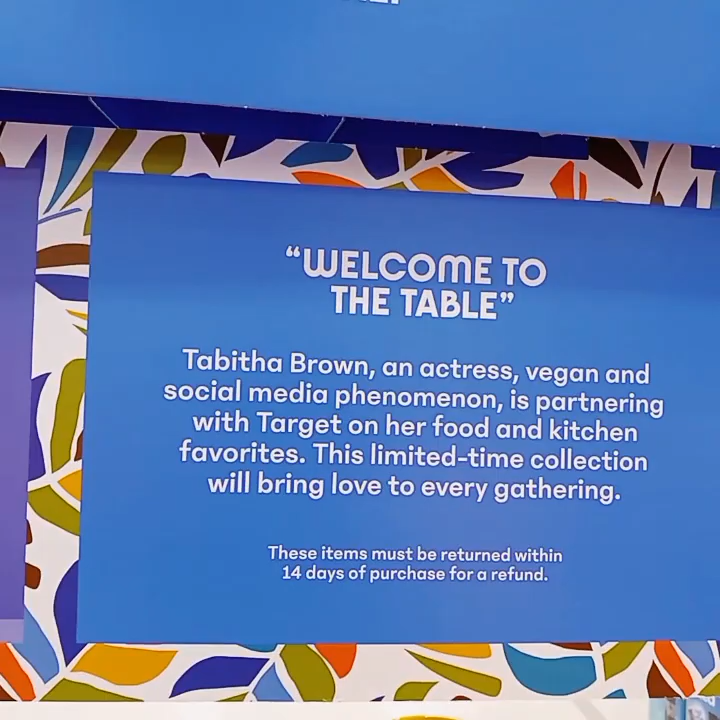 “WELCOME TO
THE TABLE”
Tabitha Brown, an actress, vegan and
social media phenomenon, is partnering
with Target on her food and kitchen
favorites. This limited-time collection
will bring love to every gathering.
These items must be returned within
14 days of purchase for a refund.